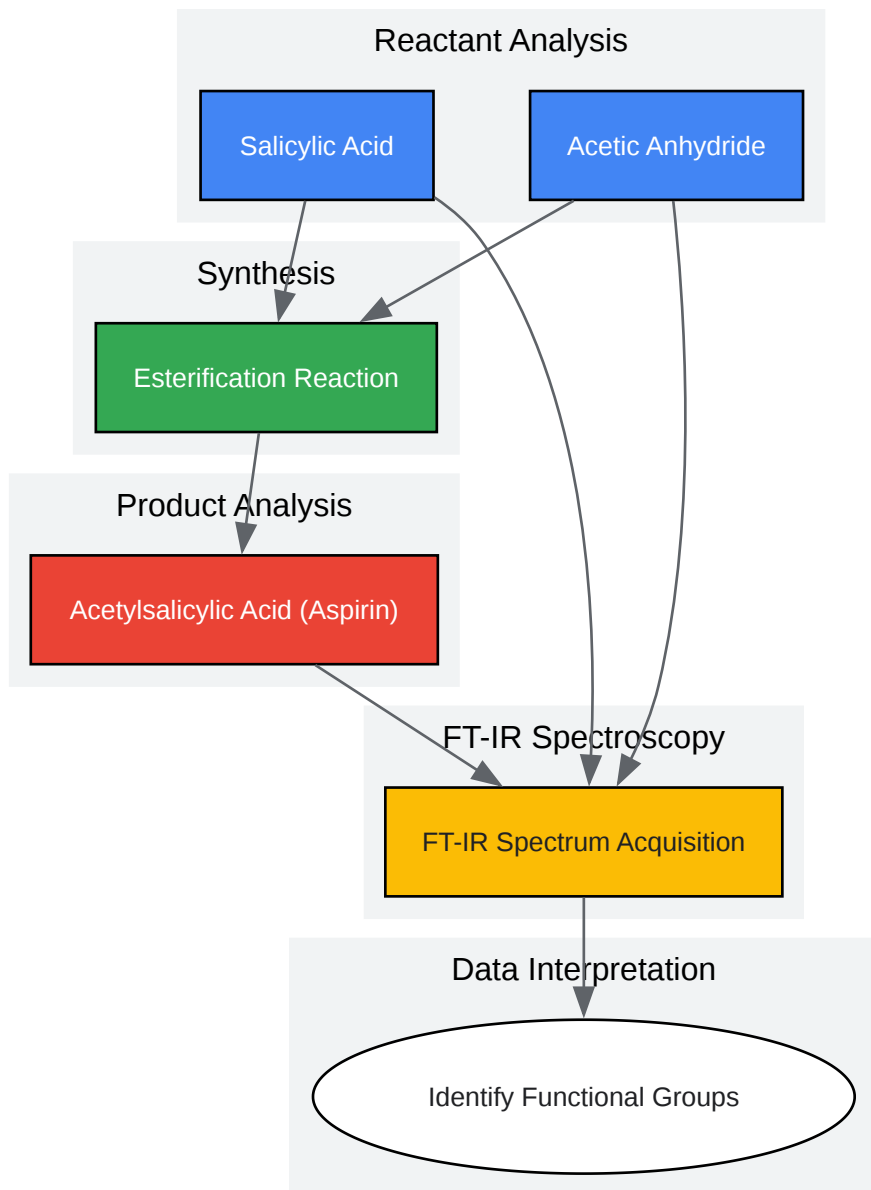 Reactant Analysis
Salicylic Acid
Acetic Anhydride
Synthesis
Esterification Reaction
Product Analysis
Acetylsalicylic Acid (Aspirin)
FT-IR Spectroscopy
FT-IR Spectrum Acquisition
Data Interpretation
Identify Functional Groups